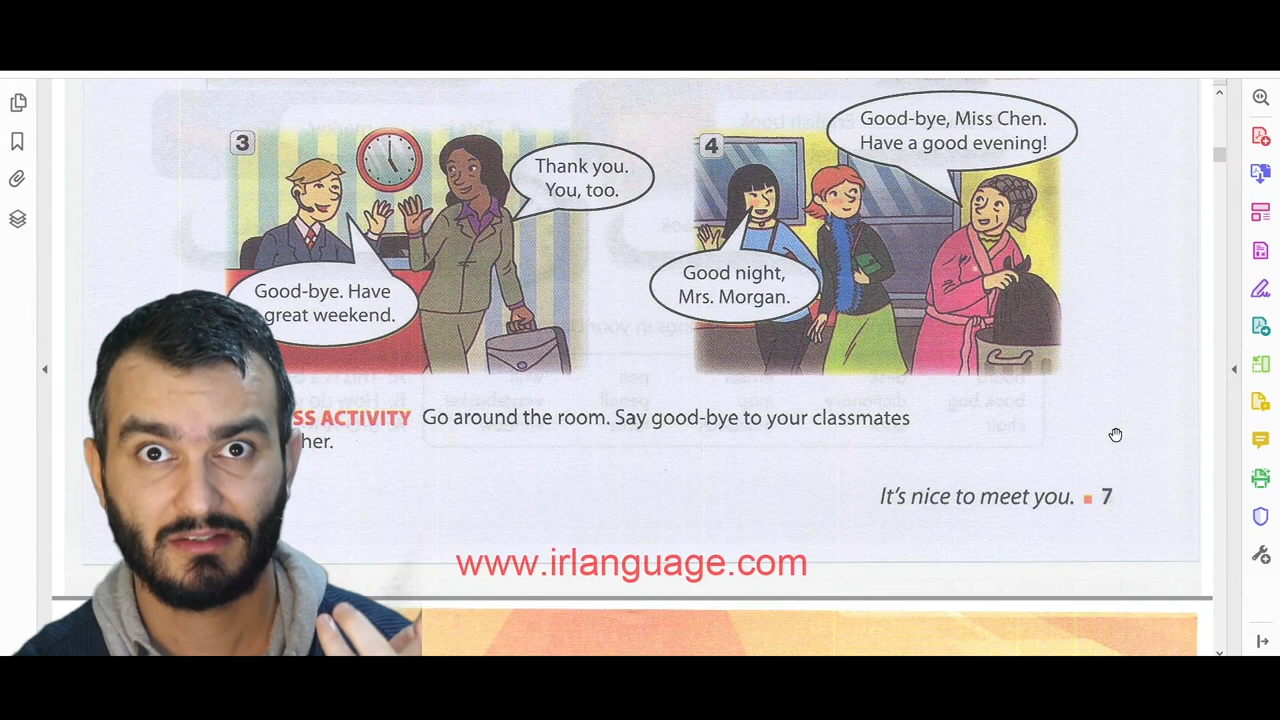 3
Thank you.
You, too.
Good-bye. Have
great weekend.
4
Good-bye, Miss Chen.
Have a good evening!
Good night,
Mrs. Morgan.
SS ACTIVITY Go around the room. Say good-bye to your classmates
her.
It's nice to meet you. ▪ 7
www.irlanguage.com